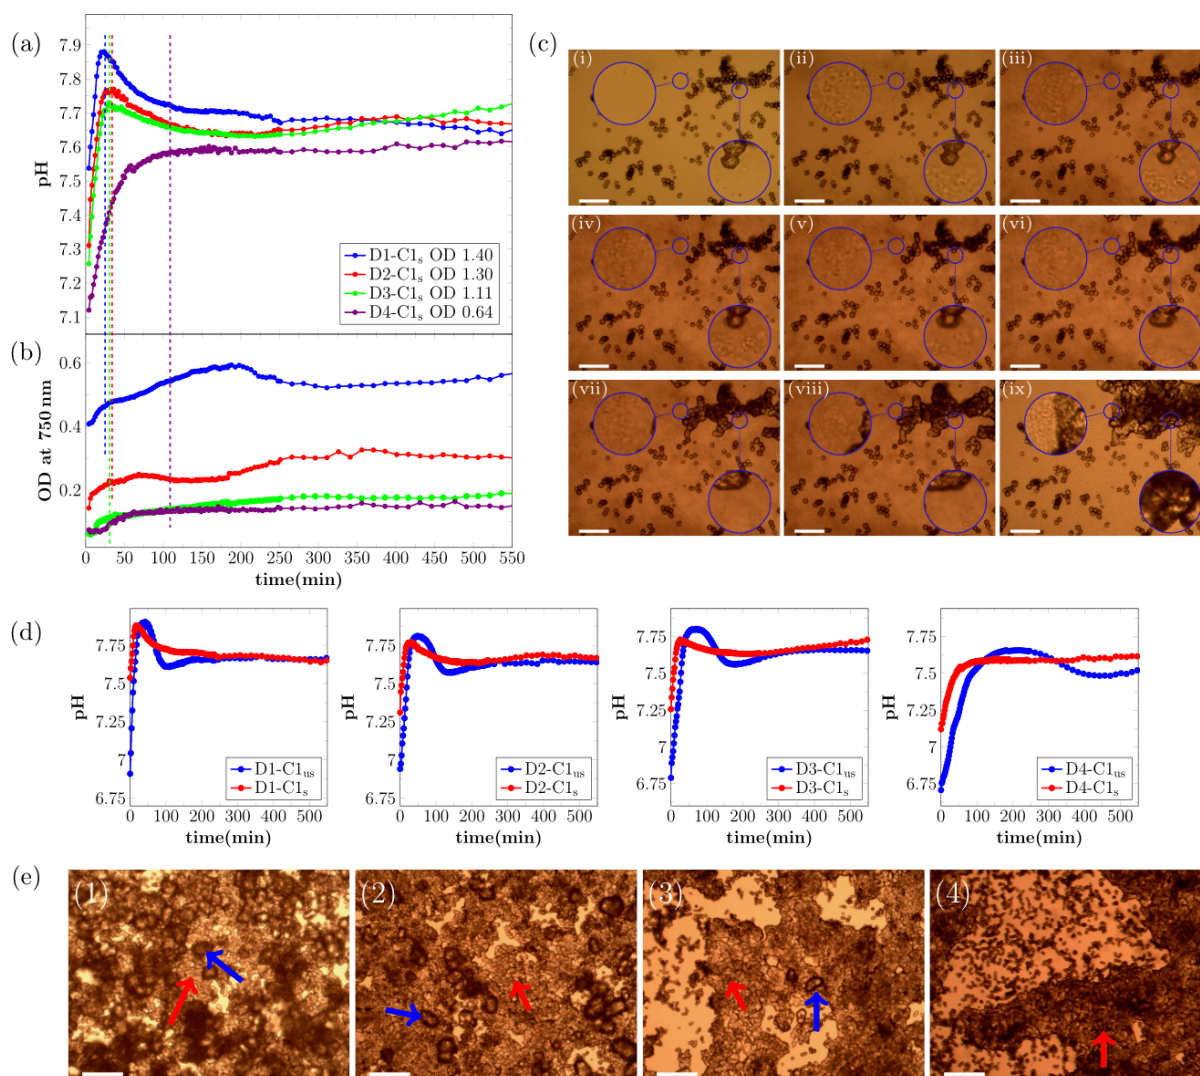 (a)
7.9
7.8
7.7
7.6
7.5
7.4
7.3
7.2
7.1
pH
D1-C1s OD 1.40
D2-C1s OD 1.30
D3-C1s OD 1.11
D4-C1s OD 0.64
(b)
0.6
0.4
0.2
OD at 750 nm
0 50 100 150 200 250 300 350 400 450 500 550
time(min)
(c)
(i)
(ii)
(iii)
(iv)
(v)
(vi)
(vii)
(viii)
(ix)
(d)
7.75
7.5
7.25
7
6.75
pH
0 100 200 300 400 500
time(min)
D1-C1us
D1-C1s
7.75
7.5
7.25
7
6.75
pH
0 100 200 300 400 500
time(min)
D2-C1us
D2-C1s
7.75
7.5
7.25
7
6.75
pH
0 100 200 300 400 500
time(min)
D3-C1us
D3-C1s
7.75
7.5
7.25
7
6.75
pH
0 100 200 300 400 500
time(min)
D4-C1us
D4-C1s
(e)
(1)
(2)
(3)
(4)